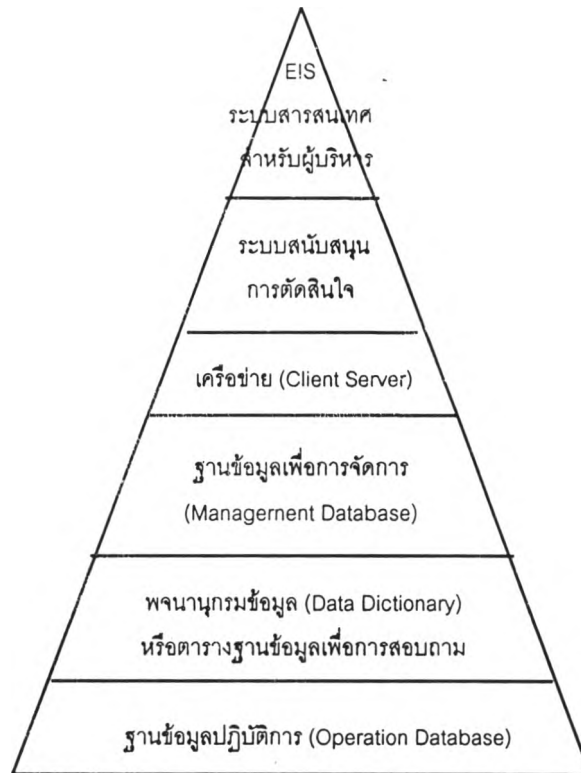 EIS
ระบบสารสนเทศ
สำหรับผู้บริหาร
ระบบสนับสนุน
การตัดสินใจ
เครือข่าย (Client Server)
ฐานข้อมูลเพื่อการจัดการ
(Management Database)
พจนานุกรมข้อมูล (Data Dictionary)
หรือตารางฐานข้อมูลเพื่อการสอบถาม
ฐานข้อมูลปฏิบัติการ (Operation Database)